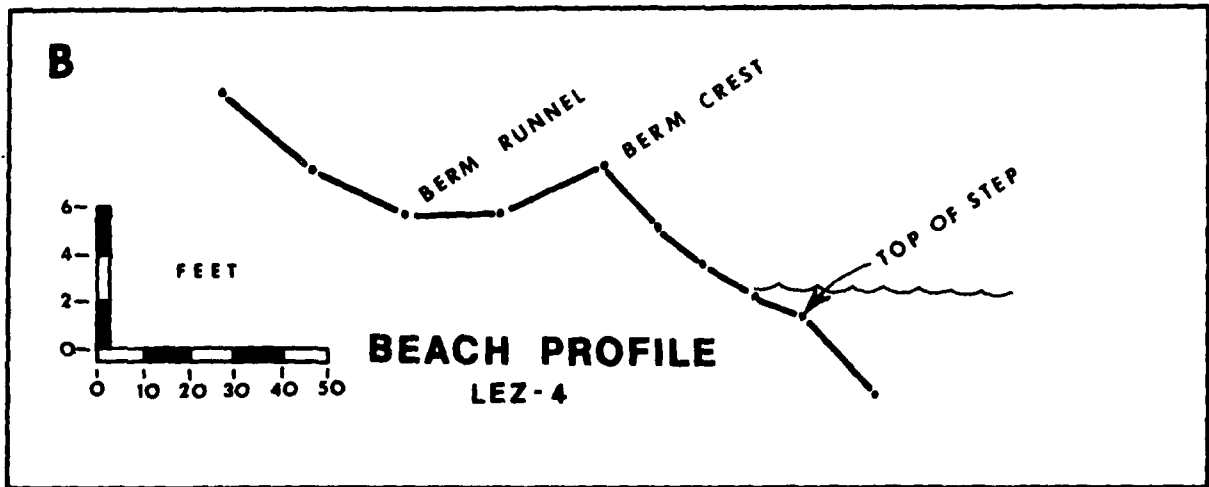 B
BERM RUNNEL
BERM CREST
TOP OF STEP
6-
4-
2-
0-
FEET
0 10 20 30 40 50
BEACH PROFILE
LEZ-4